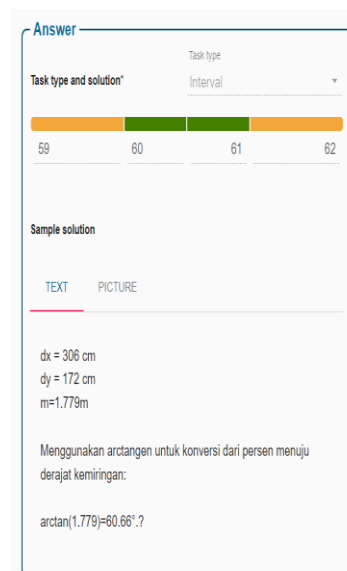 Answer
Task type
Task type and solution*
Interval
59 60 61 62
Sample solution
TEXT PICTURE
dx = 306 cm
dy = 172 cm
m=1.779m
Menggunakan arctangen untuk konversi dari persen menuju
derajat kemiringan:
arctan(1.779)=60.66°.?